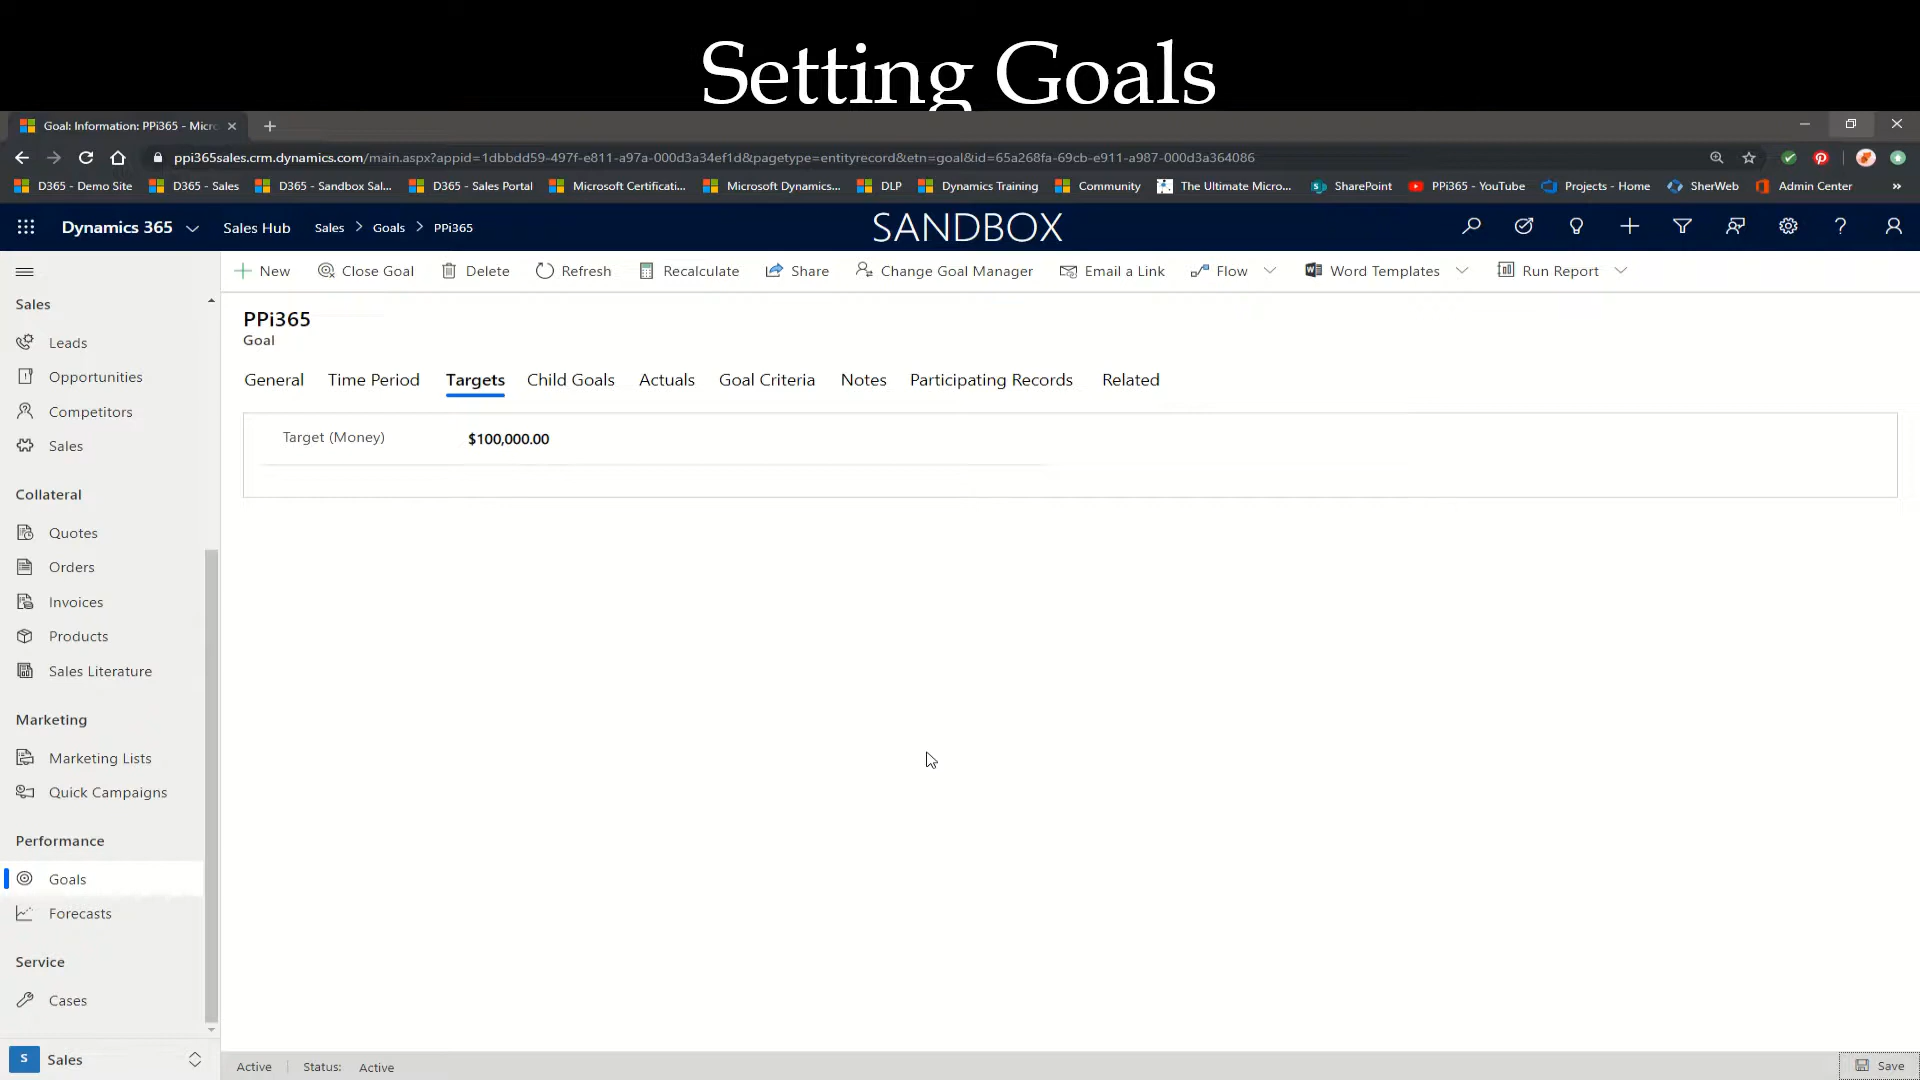 Setting Goals
Goal: Information: PPi365 - Micr
ppi365sales.crm.dynamics.com/main.aspx?appid=1dbbdd59-497f-e811-a97a-000d3a34ef1d&pagetype=entityrecord&etn=goal&id=65a268fa-69cb-e911-a987-000d3a364086
D365 - Demo Site D365 - Sales D365 - Sandbox Sal... D365 - Sales Portal Microsoft Certificati... Microsoft Dynamics... DLP Dynamics Training Community The Ultimate Micro... SharePoint PPi365 - YouTube Projects - Home SherWeb Admin Center »
Dynamics 365 Sales Hub Sales > Goals > PPi365 SANDBOX
New Close Goal Delete Refresh Recalculate Share Change Goal Manager Email a Link Flow Word Templates Run Report
PPi365
Goal
General Time Period Targets Child Goals Actuals Goal Criteria Notes Participating Records Related
Target (Money) $100,000.00
Sales
Leads
Opportunities
Competitors
Sales
Collateral
Quotes
Orders
Invoices
Products
Sales Literature
Marketing
Marketing Lists
Quick Campaigns
Performance
Goals
Forecasts
Service
Cases
S Sales
Active Status: Active Save